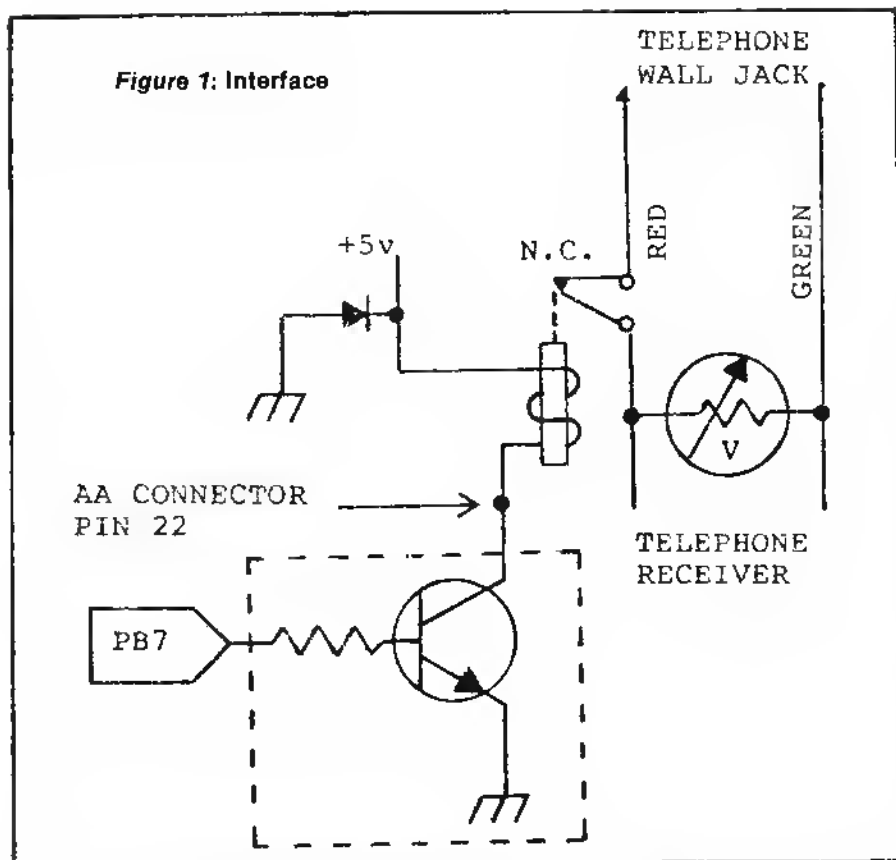 TELEPHONE
WALL JACK
Figure 1: Interface
RED
GREEN
+5v
N.C.
V
AA CONNECTOR
PIN 22
TELEPHONE
RECEIVER
PB7